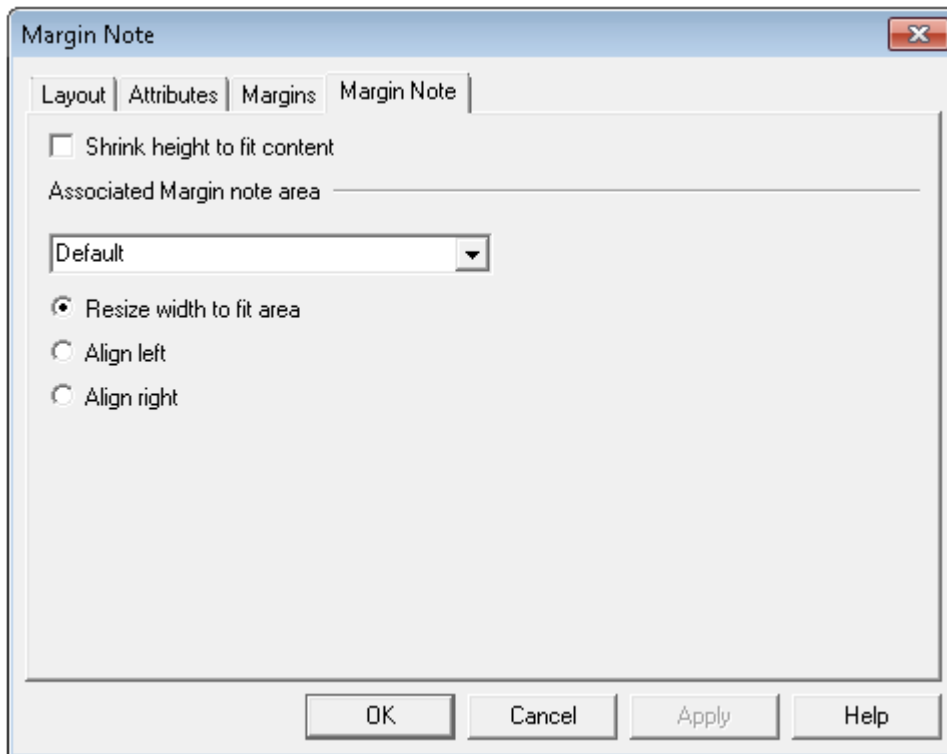 Margin Note
Layout Attributes Margins Margin Note
Shrink height to fit content
Associated Margin note area
Default
Resize width to fit area
Align left
Align right
OK Cancel Apply Help